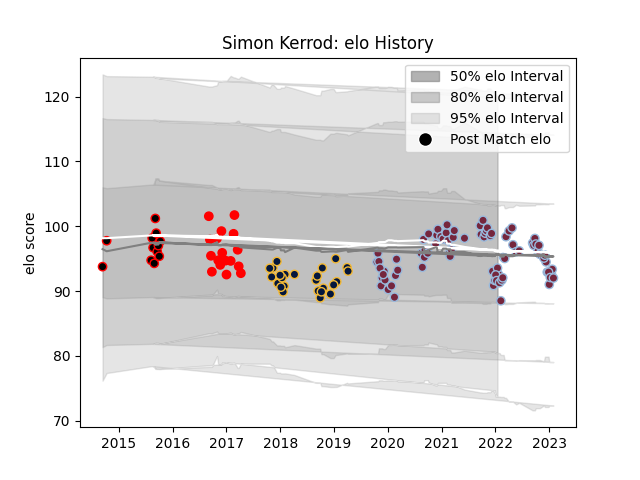 Simon Kerrod: elo History
50% elo Interval
80% elo Interval
95% elo Interval
Post Match elo
elo score
120
110
100
90
80
70
2015 2016 2017 2018 2019 2020 2021 2022 2023